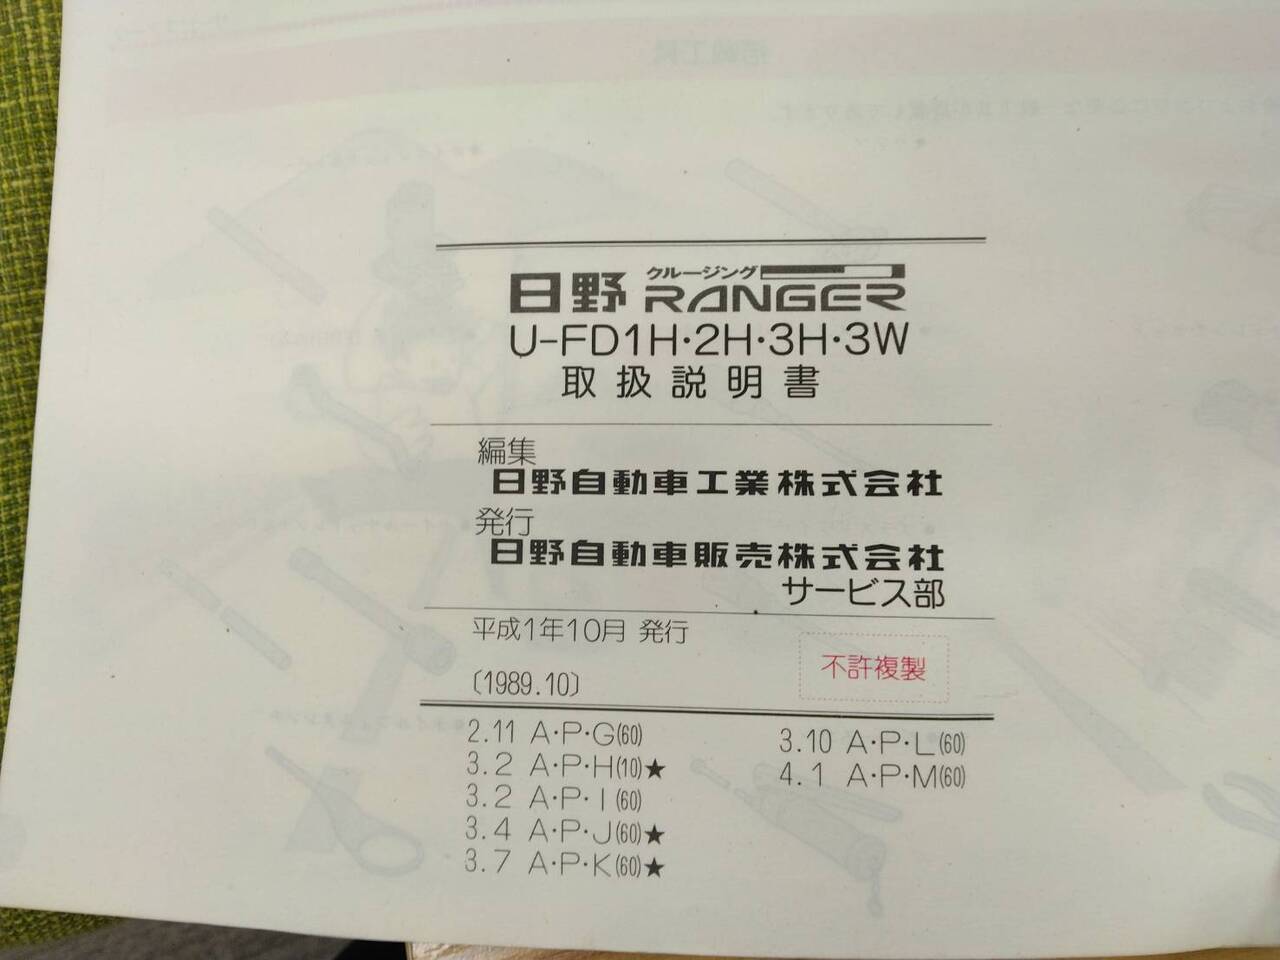 日野 クルージング RANGER
U-FD1H・2H・3H・3W
取扱説明書
編集
日野自動車工業株式会社
発行
日野自動車販売株式会社
サービス部
平成1年10月 発行
〔1989.10〕
不許複製
2.11 A・P・G(60)
3.2 A・P・H(10)★
3.2 A・P・I(60)
3.4 A・P・J(60)★
3.7 A・P・K(60)★
3.10 A・P・L(60)
4.1 A・P・M(60)